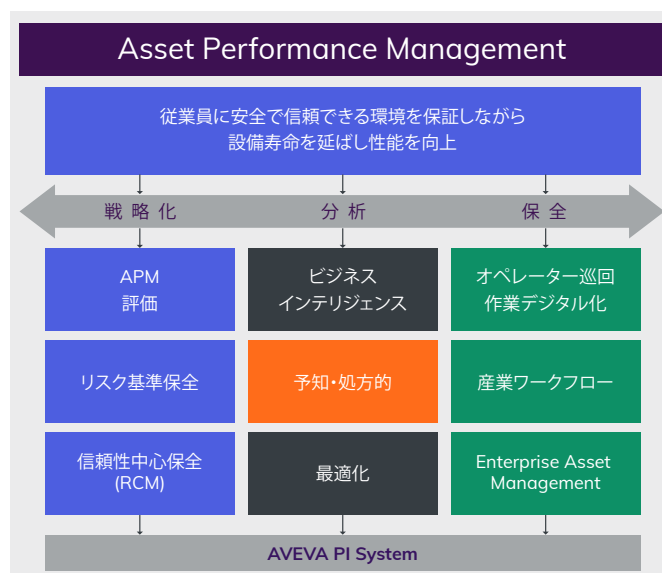 Asset Performance Management
従業員に安全で信頼できる環境を保証しながら
設備寿命を延ばし性能を向上
戦略化
分析
保全
APM
評価
ビジネス
インテリジェンス
オペレーター巡回
作業デジタル化
リスク基準保全
予知・処方的
産業ワークフロー
信頼性中心保全
(RCM)
最適化
Enterprise Asset
Management
AVEVA PI System